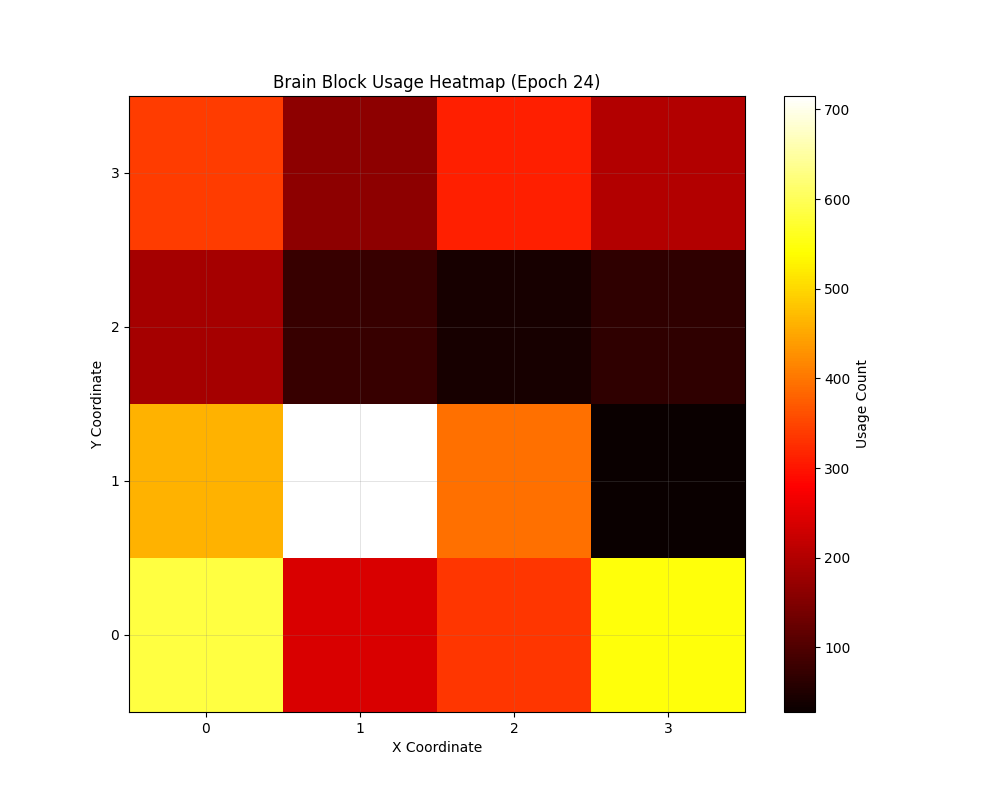 Brain Block Usage Heatmap (Epoch 24)
3
2
1
0
Y Coordinate
0 1 2 3
X Coordinate
700
600
500
400
300
200
100
Usage Count